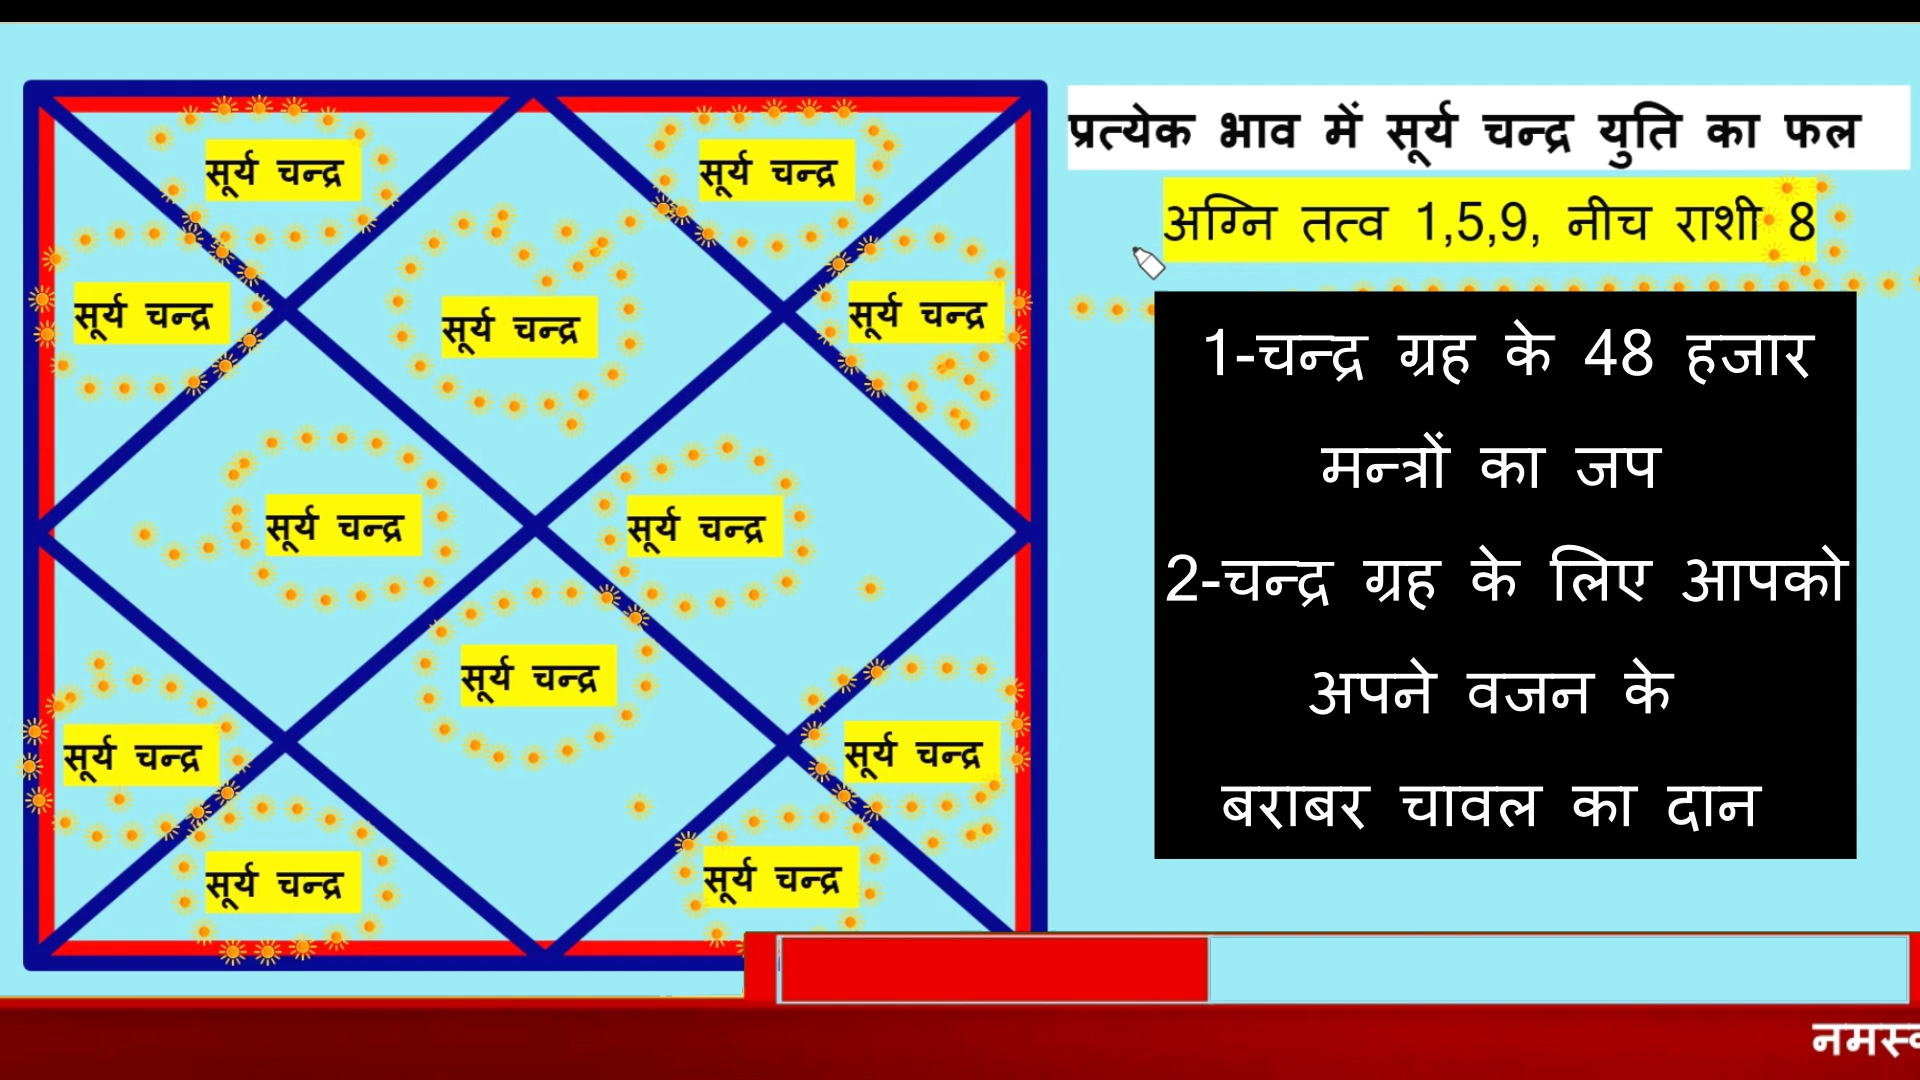 सूर्य चन्द्र
सूर्य चन्द्र
सूर्य चन्द्र
सूर्य चन्द्र
सूर्य चन्द्र
सूर्य चन्द्र
सूर्य चन्द्र
सूर्य चन्द्र
सूर्य चन्द्र
सूर्य चन्द्र
सूर्य चन्द्र
सूर्य चन्द्र
प्रत्येक भाव में सूर्य चन्द्र युति का फल
अग्नि तत्व 1,5,9, नीच राशी 8
1-चन्द्र ग्रह के 48 हजार
मन्त्रों का जप
2-चन्द्र ग्रह के लिए आपको
अपने वजन के
बराबर चावल का दान